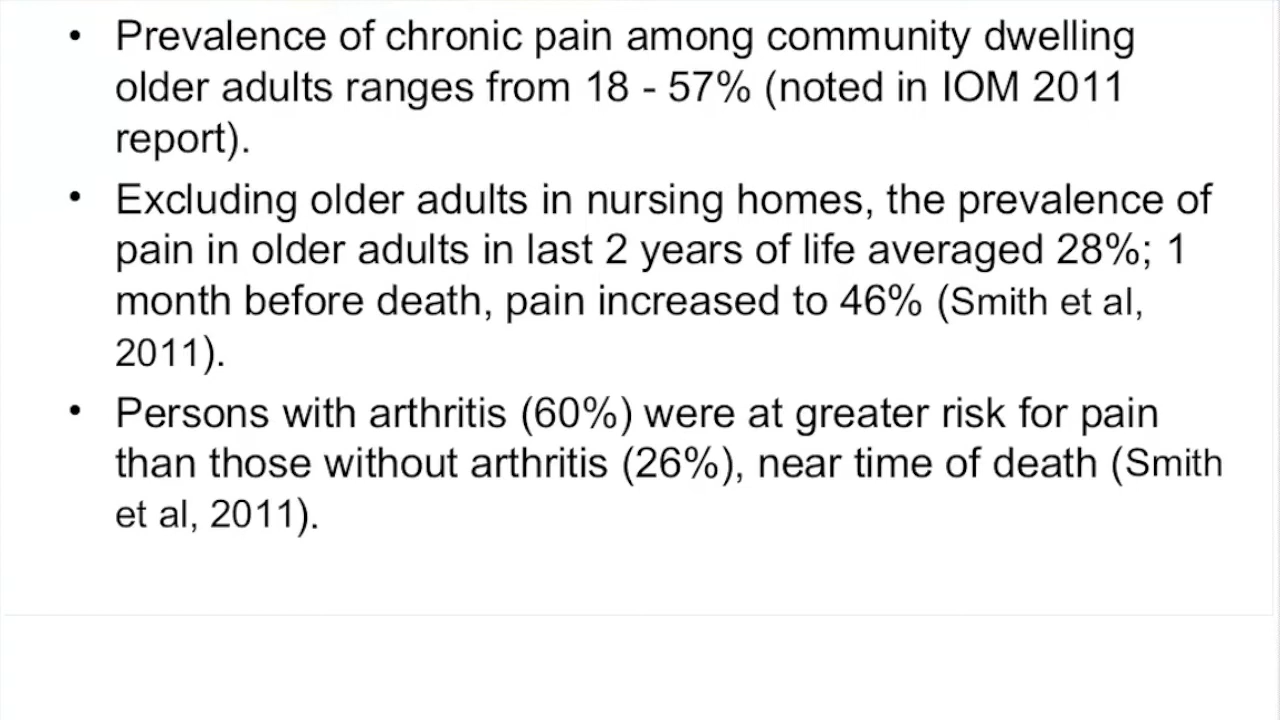 • Prevalence of chronic pain among community dwelling
older adults ranges from 18 - 57% (noted in IOM 2011
report).
• Excluding older adults in nursing homes, the prevalence of
pain in older adults in last 2 years of life averaged 28%; 1
month before death, pain increased to 46% (Smith et al,
2011).
• Persons with arthritis (60%) were at greater risk for pain
than those without arthritis (26%), near time of death (Smith
et al, 2011).